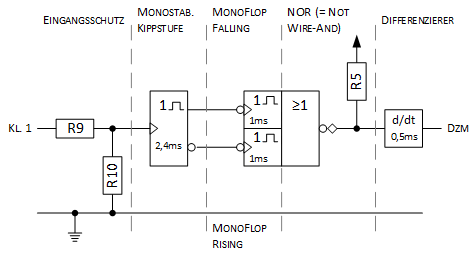 EINGANGSSCHUTZ
MONOSTAB.
KIPPSTUFE
MONOFLOP
FALLING
NOR (= NOT
WIRE-AND)
DIFFERENZIERER
KL. 1
R9
R10
1
2,4ms
1
1ms
1
1ms
≥1
R5
d/dt
0,5ms
DZM
MONOFLOP
RISING